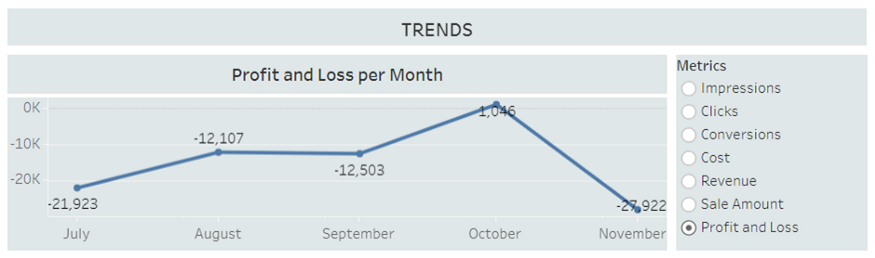 TRENDS
Profit and Loss per Month
0K
-10K
-20K
-21,923
-12,107
-12,503
1,046
-27,922
July
August
September
October
November
Metrics
Impressions
Clicks
Conversions
Cost
Revenue
Sale Amount
Profit and Loss